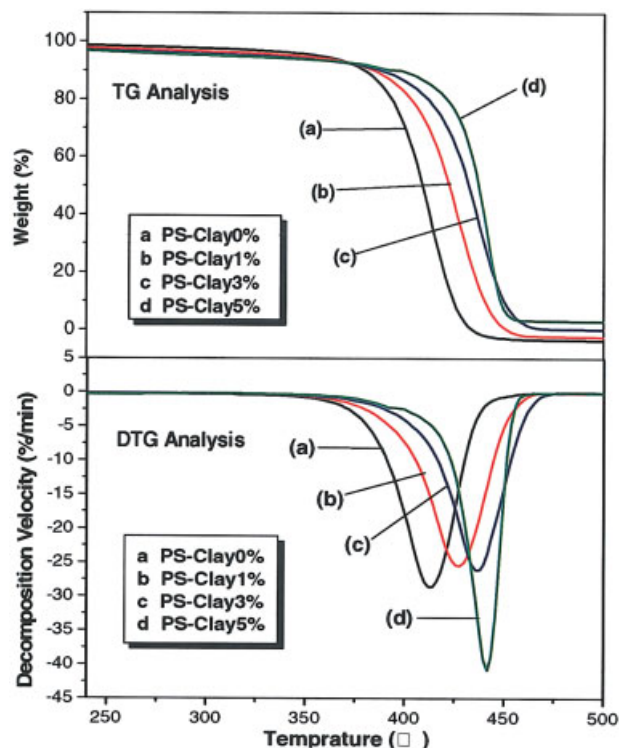 100
80
60
40
20
0
Weight (%)
TG Analysis
(a)
(b)
(c)
(d)
a PS-Clay0%
b PS-Clay1%
c PS-Clay3%
d PS-Clay5%
5
0
-5
-10
-15
-20
-25
-30
-35
-40
-45
Decomposition Velocity (%/min)
DTG Analysis
(a)
(b)
(c)
(d)
a PS-Clay0%
b PS-Clay1%
c PS-Clay3%
d PS-Clay5%
250 300 350 400 450 500
Temprature (□ )